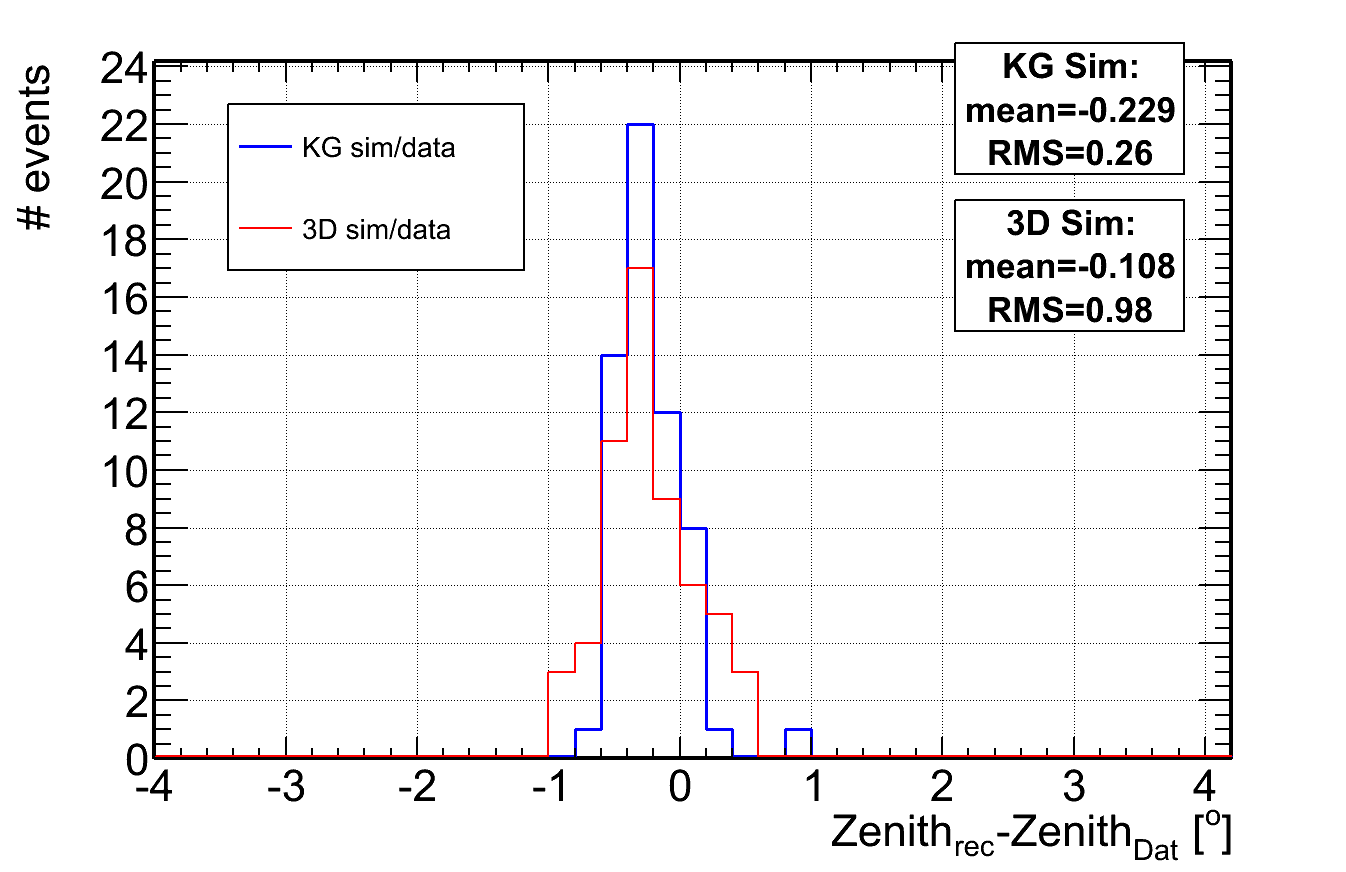 # events
24
22
20
18
16
14
12
10
8
6
4
2
0
-4 -3 -2 -1 0 1 2 3 4
Zenithrec-ZenithDat [o]
KG sim/data
3D sim/data
KG Sim:
mean=-0.229
RMS=0.26
3D Sim:
mean=-0.108
RMS=0.98